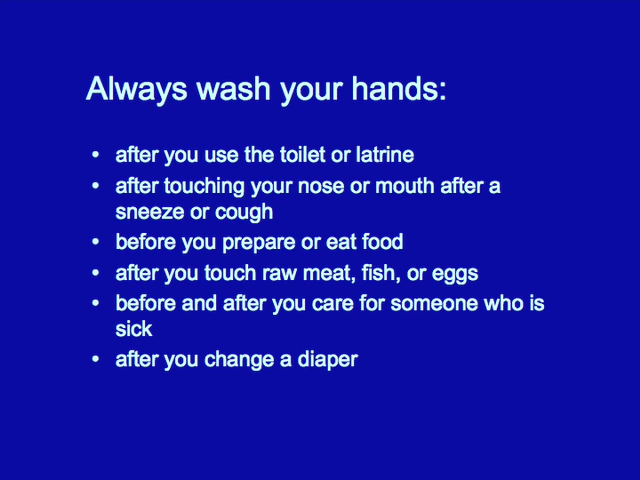 Always wash your hands:
• after you use the toilet or latrine
• after touching your nose or mouth after a
sneeze or cough
• before you prepare or eat food
• after you touch raw meat, fish, or eggs
• before and after you care for someone who is
sick
• after you change a diaper